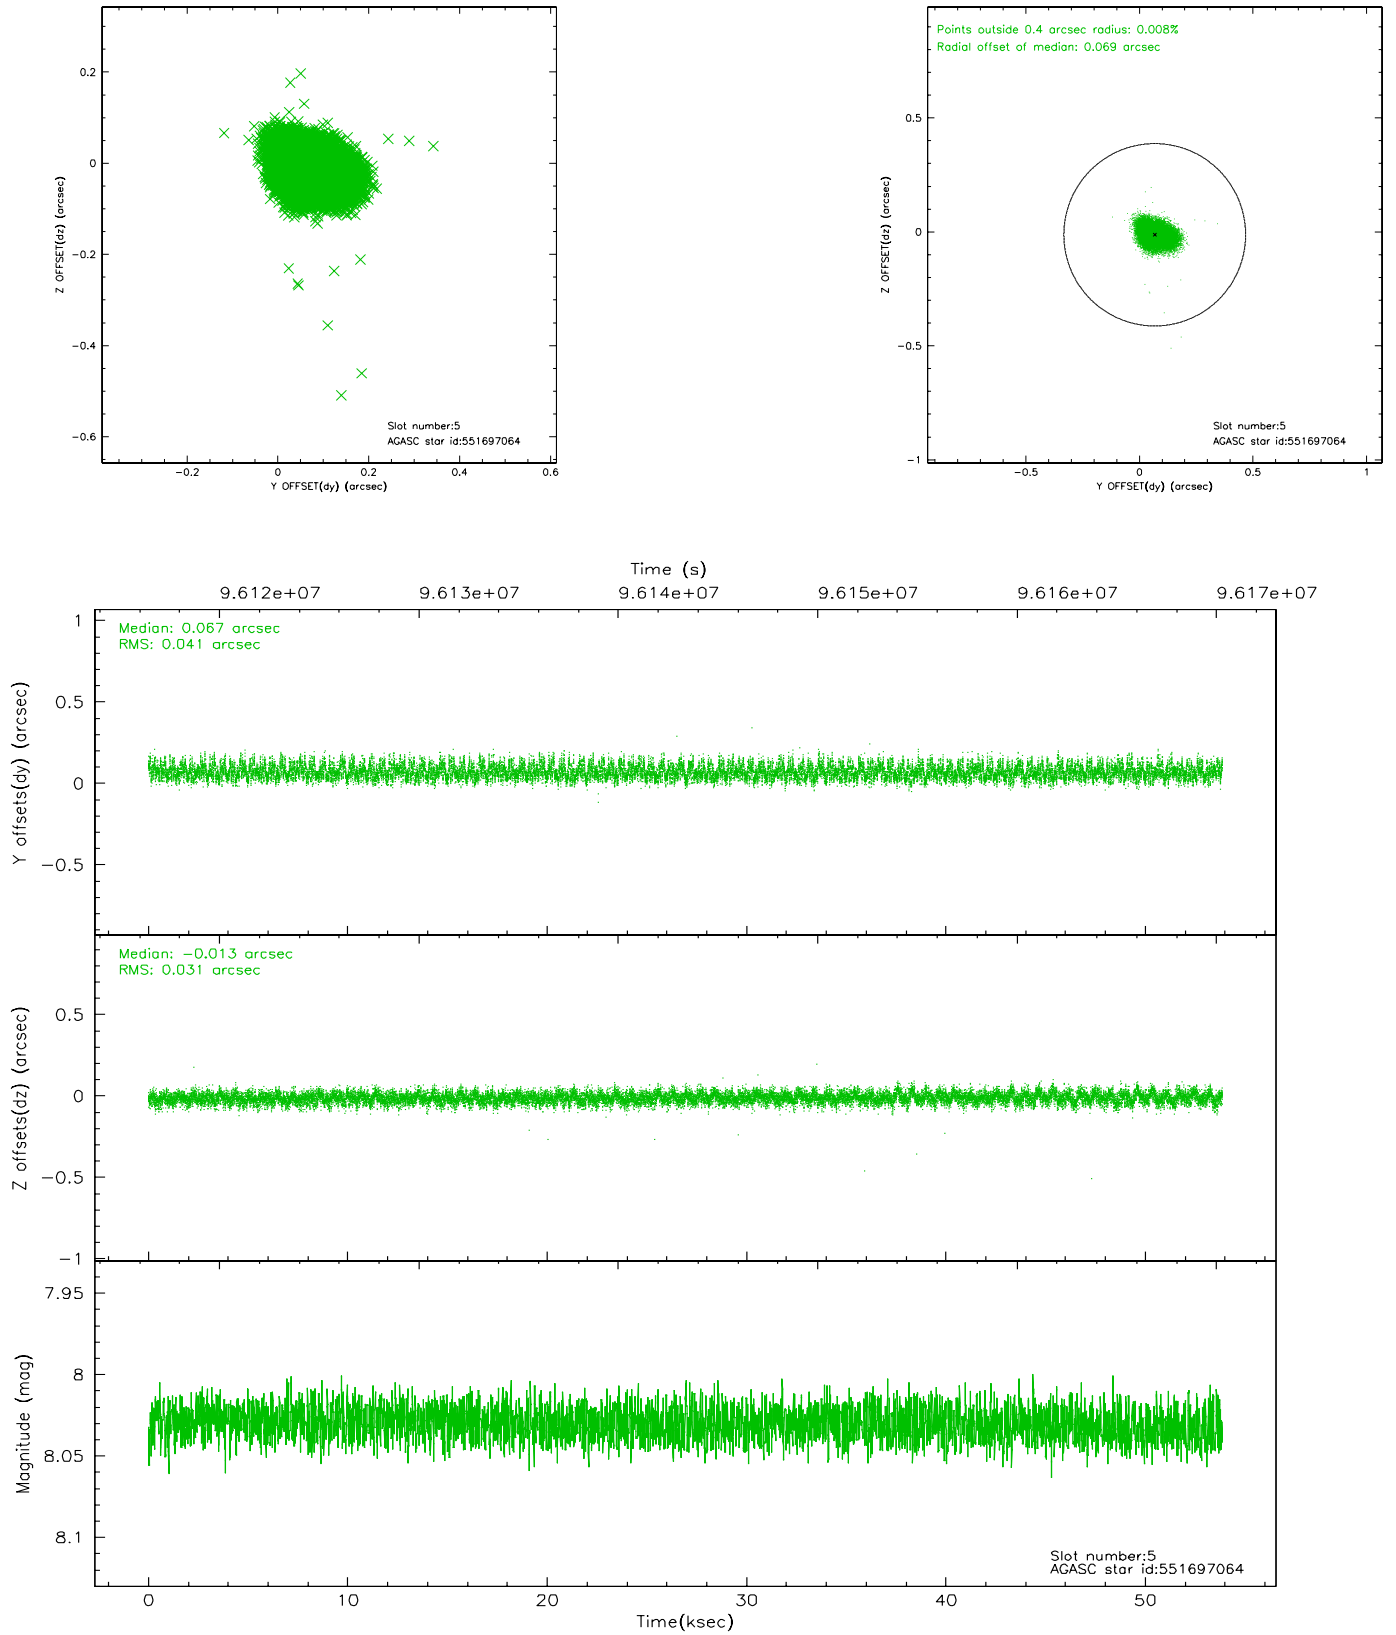 0.2
0
−0.2
−0.4
−0.6
Z OFFSET(dz) (arcsec)
Slot number:5
AGASC star id:551697064
−0.2 0 0.2 0.4 0.6
Y OFFSET(dy) (arcsec)
Points outside 0.4 arcsec radius: 0.008%
Radial offset of median: 0.069 arcsec
0.5
0
−0.5
−1
Z OFFSET(dz) (arcsec)
Slot number:5
AGASC star id:551697064
−0.5 0 0.5 1
Y OFFSET(dy) (arcsec)
Time (s)
9.612e+07 9.613e+07 9.614e+07 9.615e+07 9.616e+07 9.617e+07
Median: 0.067 arcsec
RMS: 0.041 arcsec
1
0.5
0
−0.5
Y offsets(dy) (arcsec)
Median: −0.013 arcsec
RMS: 0.031 arcsec
0.5
0
−0.5
−1
Z offsets(dz) (arcsec)
7.95
8
8.05
8.1
Magnitude (mag)
Slot number:5
AGASC star id:551697064
0 10 20 30 40 50
Time(ksec)